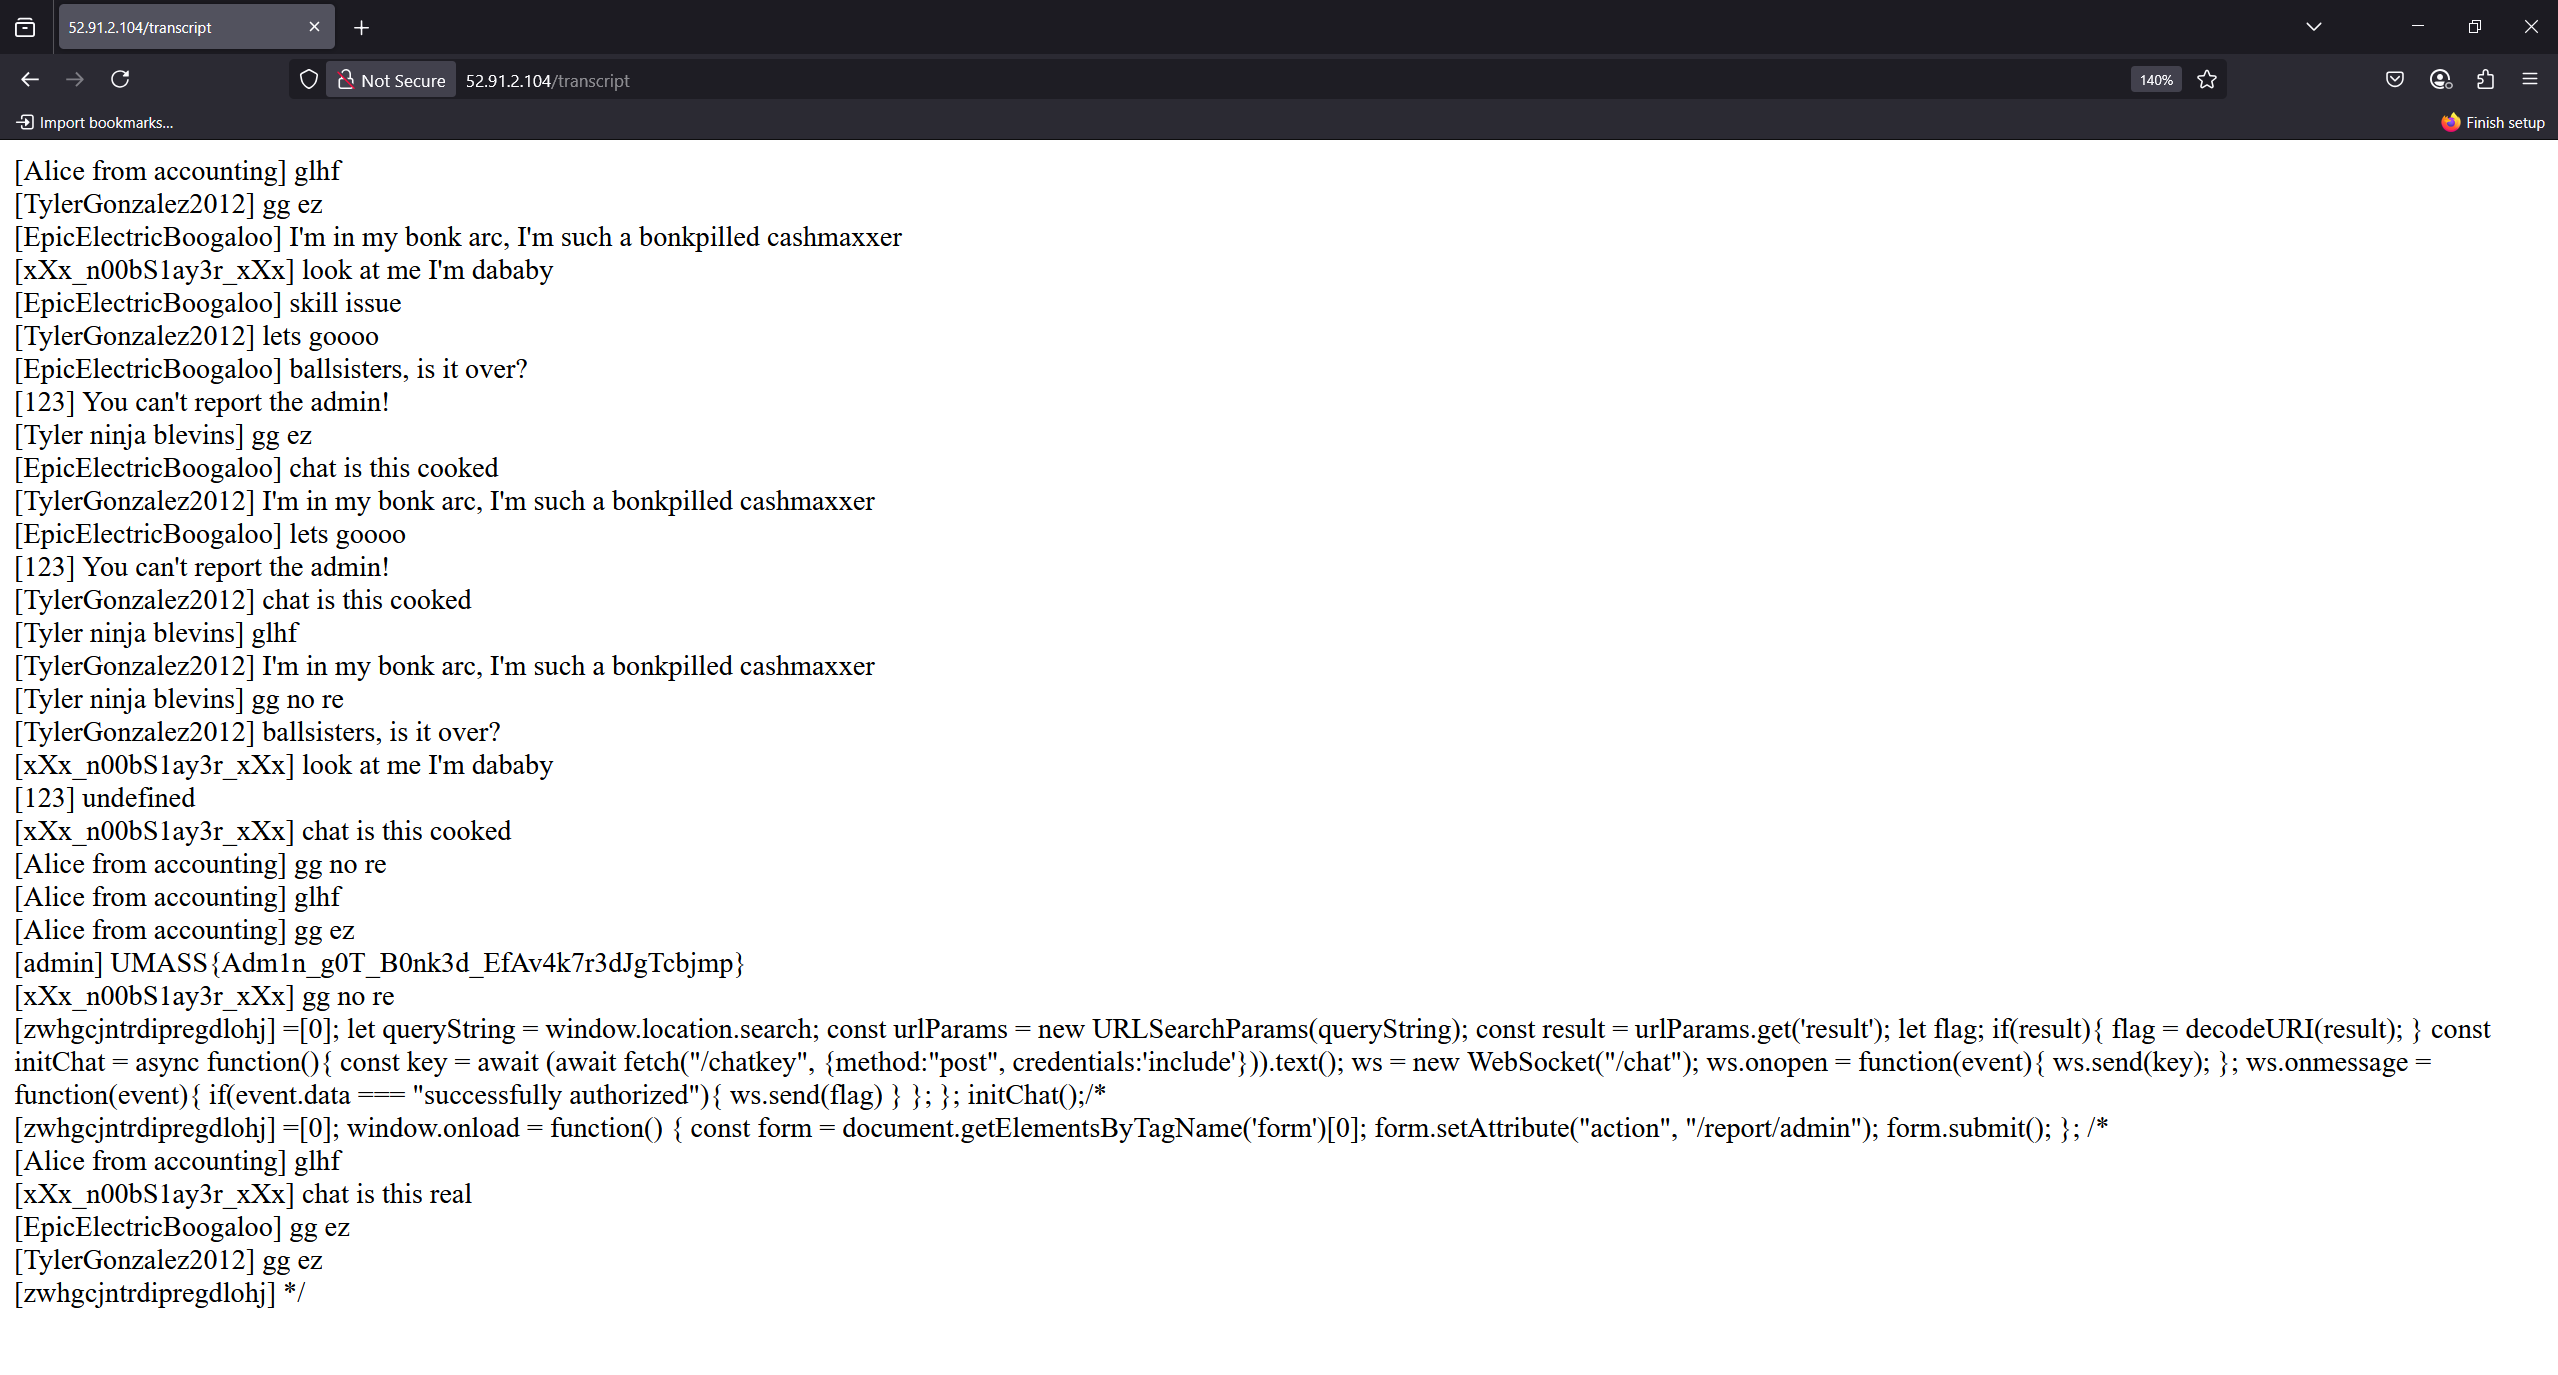 52.91.2.104/transcript
Not Secure 52.91.2.104/transcript 140%
Import bookmarks... Finish setup
[Alice from accounting] glhf
[TylerGonzalez2012] gg ez
[EpicElectricBoogaloo] I'm in my bonk arc, I'm such a bonkpilled cashmaxxer
[xXx_n00bS1ay3r_xXx] look at me I'm dababy
[EpicElectricBoogaloo] skill issue
[TylerGonzalez2012] lets goooo
[EpicElectricBoogaloo] ballsisters, is it over?
[123] You can't report the admin!
[Tyler ninja blevins] gg ez
[EpicElectricBoogaloo] chat is this cooked
[TylerGonzalez2012] I'm in my bonk arc, I'm such a bonkpilled cashmaxxer
[EpicElectricBoogaloo] lets goooo
[123] You can't report the admin!
[TylerGonzalez2012] chat is this cooked
[Tyler ninja blevins] glhf
[TylerGonzalez2012] I'm in my bonk arc, I'm such a bonkpilled cashmaxxer
[Tyler ninja blevins] gg no re
[TylerGonzalez2012] ballsisters, is it over?
[xXx_n00bS1ay3r_xXx] look at me I'm dababy
[123] undefined
[xXx_n00bS1ay3r_xXx] chat is this cooked
[Alice from accounting] gg no re
[Alice from accounting] glhf
[Alice from accounting] gg ez
[admin] UMASS{Adm1n_g0T_B0nk3d_EfAv4k7r3dJgTcbjmp}
[xXx_n00bS1ay3r_xXx] gg no re
[zwhgcjntrdipregdlohj] =[0]; let queryString = window.location.search; const urlParams = new URLSearchParams(queryString); const result = urlParams.get('result'); let flag; if(result){ flag = decodeURI(result); } const
initChat = async function(){ const key = await (await fetch("/chatkey", {method:"post", credentials:'include'})).text(); ws = new WebSocket("/chat"); ws.onopen = function(event){ ws.send(key); }; ws.onmessage =
function(event){ if(event.data === "successfully authorized"){ ws.send(flag) } }; }; initChat();/*
[zwhgcjntrdipregdlohj] =[0]; window.onload = function() { const form = document.getElementsByTagName('form')[0]; form.setAttribute("action", "/report/admin"); form.submit(); }; /*
[Alice from accounting] glhf
[xXx_n00bS1ay3r_xXx] chat is this real
[EpicElectricBoogaloo] gg ez
[TylerGonzalez2012] gg ez
[zwhgcjntrdipregdlohj] */